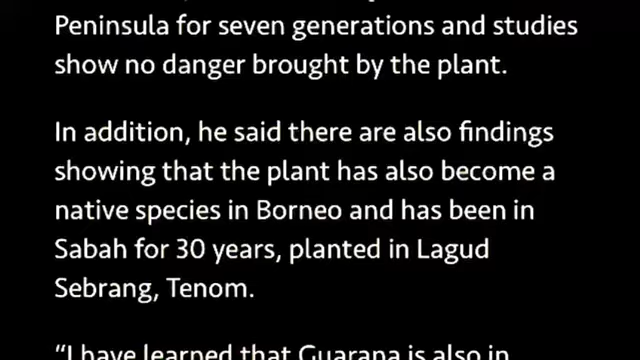 Peninsula for seven generations and studies
show no danger brought by the plant.
In addition, he said there are also findings
showing that the plant has also become a
native species in Borneo and has been in
Sabah for 30 years, planted in Lagud
Sebrang, Tenom.
“I have learned that Guarana is also in